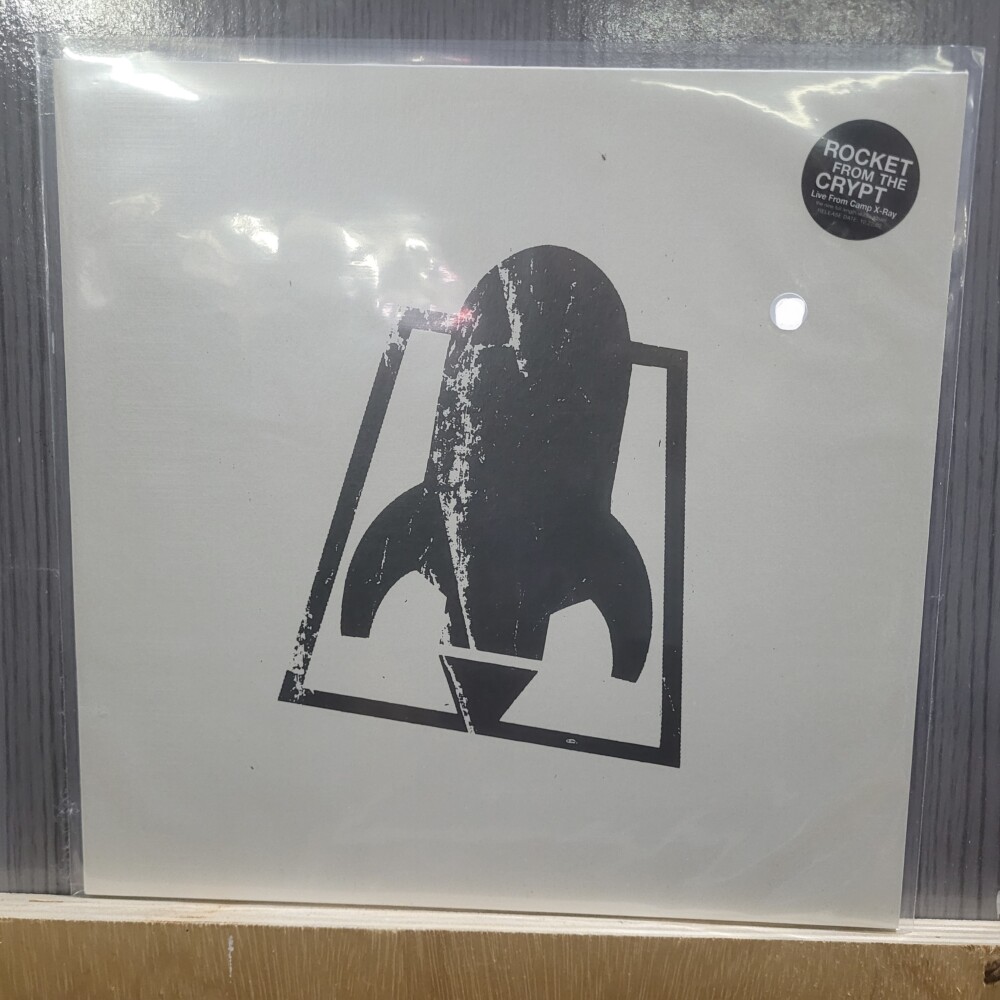 ROCKET
FROM THE
CRYPT
Live From Camp X-Ray